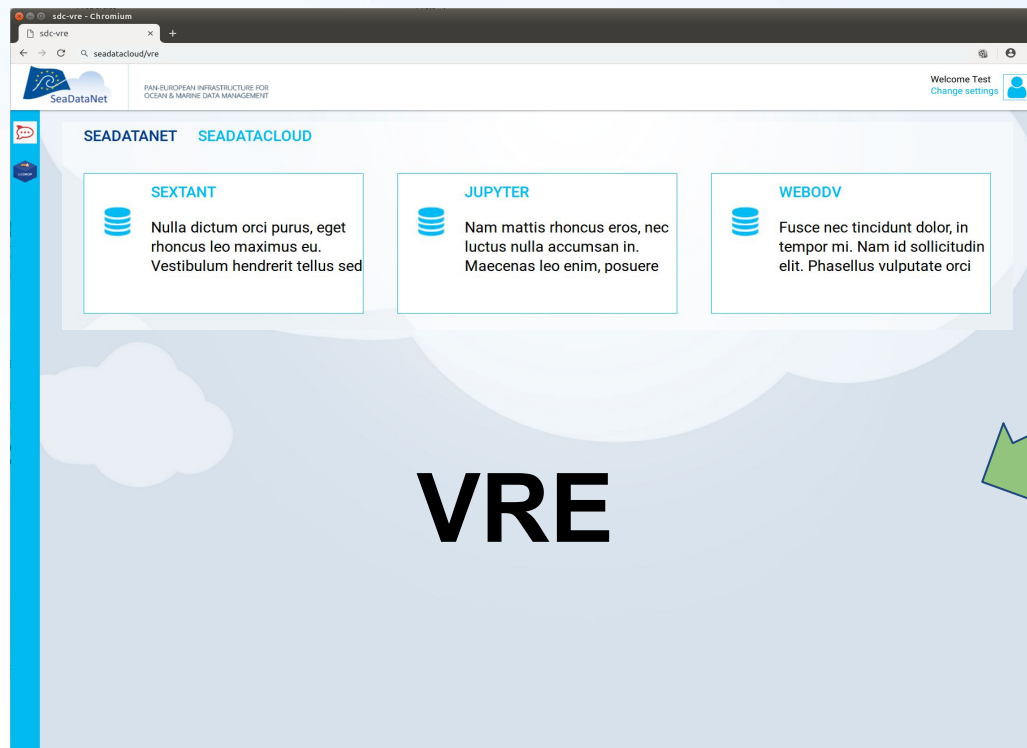 sdc-vre - Chromium
sdc-vre
seadatacloud/vre
SeaDataNet
PAN-EUROPEAN INFRASTRUCTURE FOR
OCEAN & MARINE DATA MANAGEMENT
Welcome Test
Change settings
SEADATANET SEADATACLOUD
SEXTANT
Nulla dictum orci purus, eget
rhoncus leo maximus eu.
Vestibulum hendrerit tellus sed
JUPYTER
Nam mattis rhoncus eros, nec
luctus nulla accumsan in.
Maecenas leo enim, posuere
WEBODV
Fusce nec tincidunt dolor, in
tempor mi. Nam id sollicitudin
elit. Phasellus vulputate orci
VRE